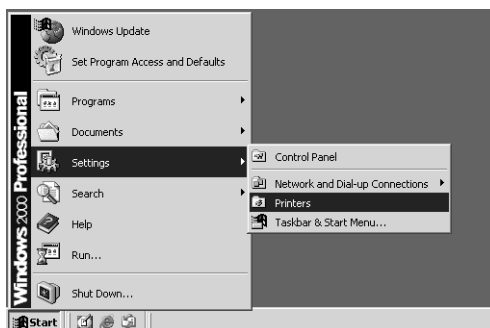 Windows 2000 Professional
Windows Update
Set Program Access and Defaults
Programs
Documents
Settings
Search
Help
Run...
Shut Down...
Control Panel
Network and Dial-up Connections
Printers
Taskbar & Start Menu...
Start